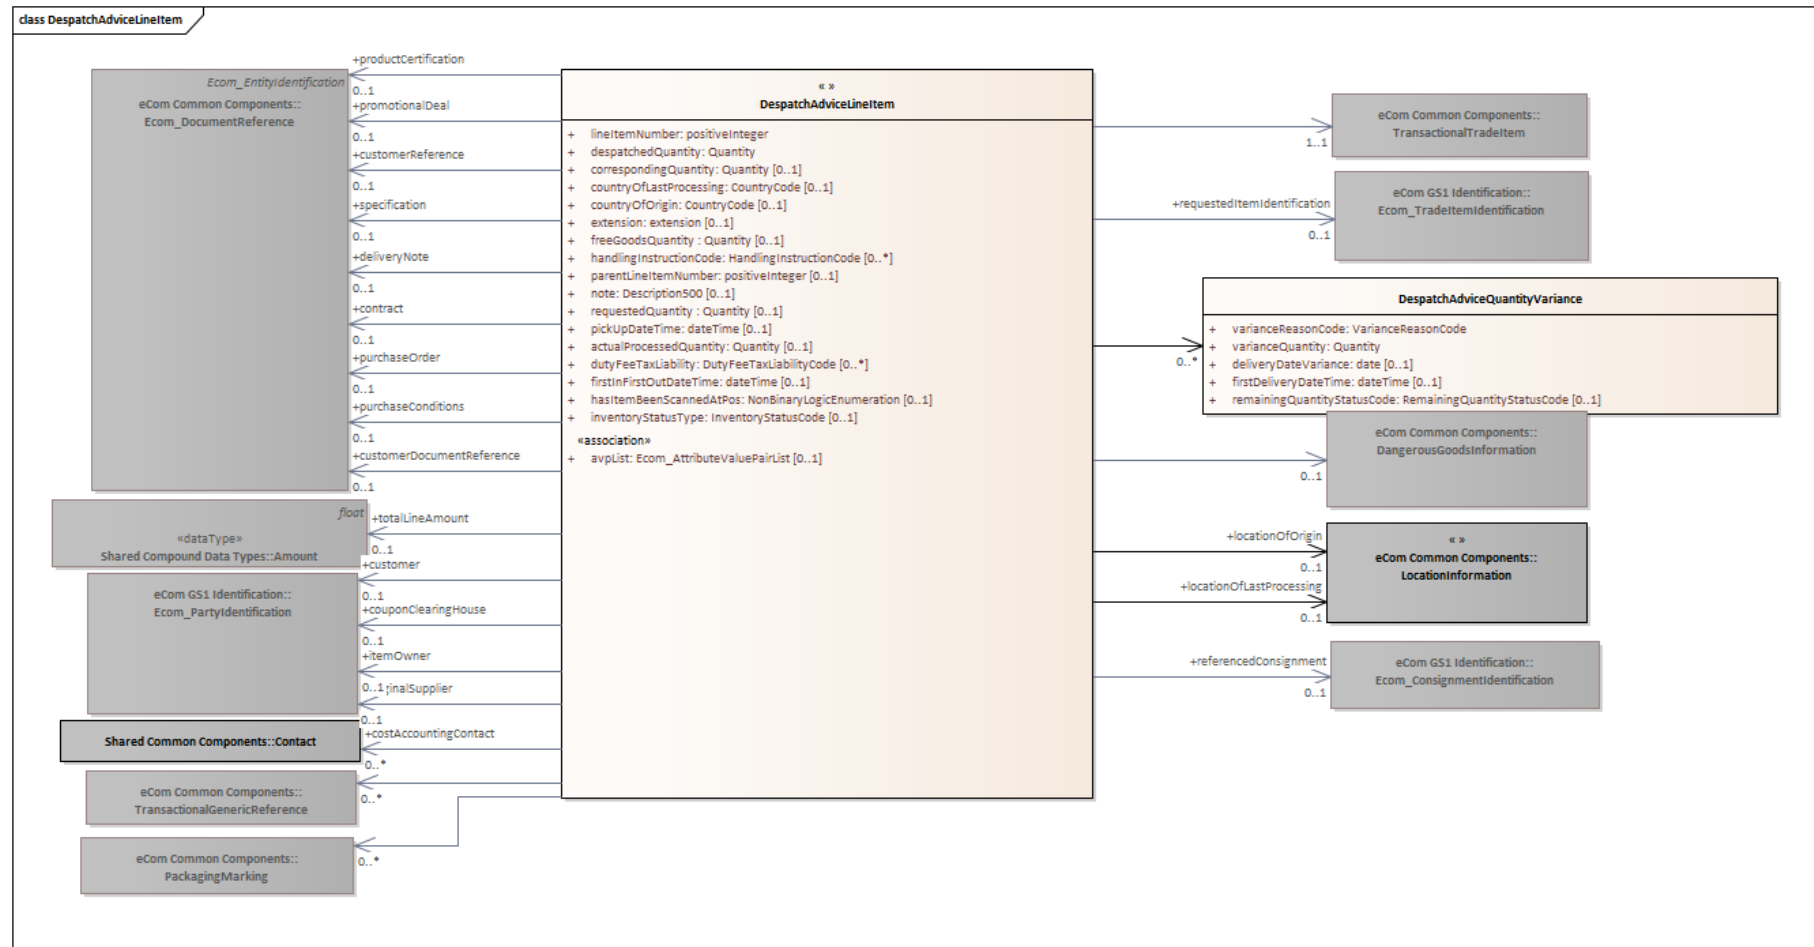 class DespatchAdviceLineItem
Ecom_EntityIdentification
eCom Common Components::
Ecom_DocumentReference
+productCertification
0..1
+promotionalDeal
0..1
+customerReference
0..1
+specification
0..1
+deliveryNote
0..1
+contract
0..1
+purchaseOrder
0..1
+purchaseConditions
0..1
+customerDocumentReference
0..1
float
«dataType»
Shared Compound Data Types::Amount
+totalLineAmount
0..1
eCom GS1 Identification::
Ecom_PartyIdentification
+customer
0..1
+couponClearingHouse
0..1
+itemOwner
0..1
inalSupplier
0..1
Shared Common Components::Contact
+costAccountingContact
0..*
eCom Common Components::
TransactionalGenericReference
0..*
eCom Common Components::
PackagingMarking
0..*
« »
DespatchAdviceLineItem
+ lineItemNumber: positiveInteger
+ despatchedQuantity: Quantity
+ correspondingQuantity: Quantity [0..1]
+ countryOfLastProcessing: CountryCode [0..1]
+ countryOfOrigin: CountryCode [0..1]
+ extension: extension [0..1]
+ freeGoodsQuantity : Quantity [0..1]
+ handlingInstructionCode: HandlingInstructionCode [0..*]
+ parentLineItemNumber: positiveInteger [0..1]
+ note: Description500 [0..1]
+ requestedQuantity : Quantity [0..1]
+ pickUpDateTime: dateTime [0..1]
+ actualProcessedQuantity: Quantity [0..1]
+ dutyFeeTaxLiability: DutyFeeTaxLiabilityCode [0..*]
+ firstInFirstOutDateTime: dateTime [0..1]
+ hasItemBeenScannedAtPos: NonBinaryLogicEnumeration [0..1]
+ inventoryStatusType: InventoryStatusCode [0..1]
«association»
+ avpList: Ecom_AttributeValuePairList [0..1]
eCom Common Components::
TransactionalTradeItem
1..1
eCom GS1 Identification::
Ecom_TradeItemIdentification
+requestedItemIdentification
0..1
DespatchAdviceQuantityVariance
+ varianceReasonCode: VarianceReasonCode
+ varianceQuantity: Quantity
+ deliveryDateVariance: date [0..1]
+ firstDeliveryDateTime: dateTime [0..1]
+ remainingQuantityStatusCode: RemainingQuantityStatusCode [0..1]
0..*
eCom Common Components::
DangerousGoodsInformation
0..1
« »
eCom Common Components::
LocationInformation
+locationOfOrigin
0..1
+locationOfLastProcessing
0..1
eCom GS1 Identification::
Ecom_ConsignmentIdentification
+referencedConsignment
0..1